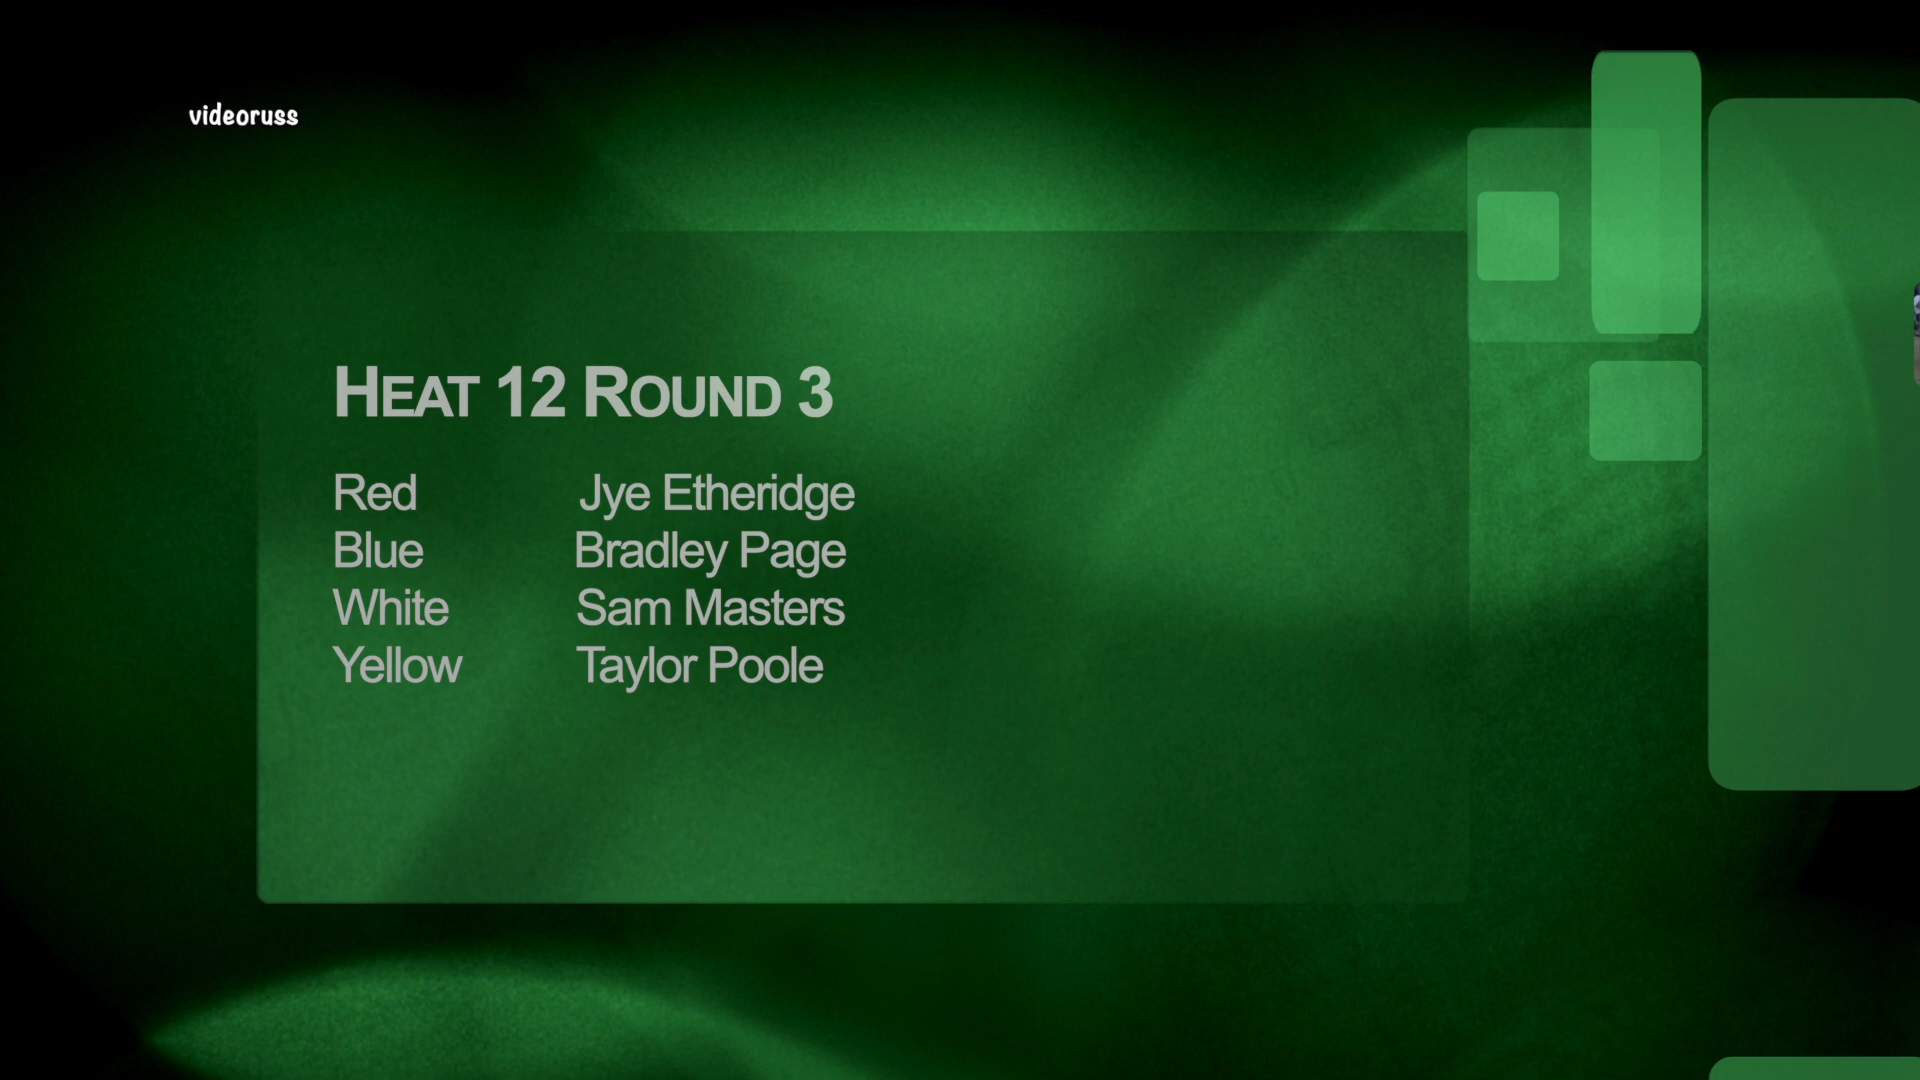 videoruss
HEAT 12 ROUND 3
Red Jye Etheridge
Blue Bradley Page
White Sam Masters
Yellow Taylor Poole